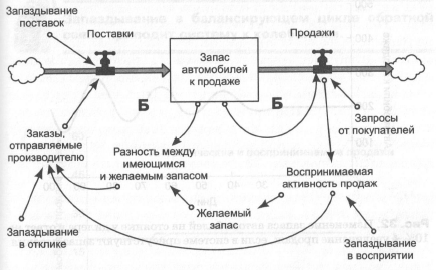 Запаздывание
поставок
Поставки
Продажи
Запас
автомобилей
к продаже
Б
Б
Заказы,
отправляемые
производителю
Разность между
имеющимся
и желаемым запасом
Запросы
от покупателей
Воспринимаемая
активность продаж
Желаемый
запас
Запаздывание
в отклике
Запаздывание
в восприятии